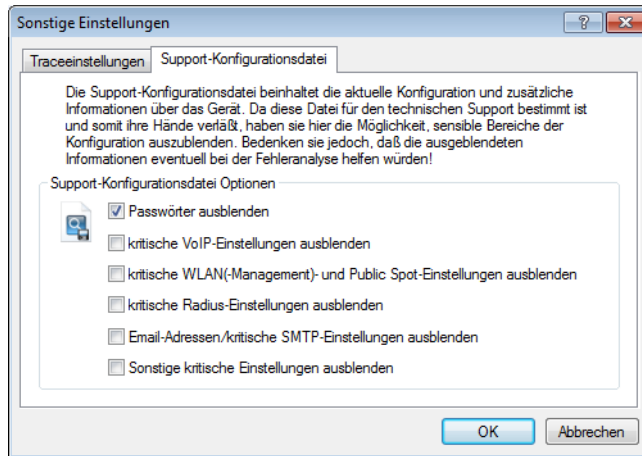 Sonstige Einstellungen
Traceeinstellungen Support-Konfigurationsdatei
Die Support-Konfigurationsdatei beinhaltet die aktuelle Konfiguration und zusätzliche
Informationen über das Gerät. Da diese Datei für den technischen Support bestimmt ist
und somit ihre Hände verläßt, haben sie hier die Möglichkeit, sensible Bereiche der
Konfiguration auszublenden. Bedenken sie jedoch, daß die ausgeblendeten
Informationen eventuell bei der Fehleranalyse helfen würden!
Support-Konfigurationsdatei Optionen
Passwörter ausblenden
kritische VoIP-Einstellungen ausblenden
kritische WLAN(-Management)- und Public Spot-Einstellungen ausblenden
kritische Radius-Einstellungen ausblenden
Email-Adressen/kritische SMTP-Einstellungen ausblenden
Sonstige kritische Einstellungen ausblenden
OK Abbrechen